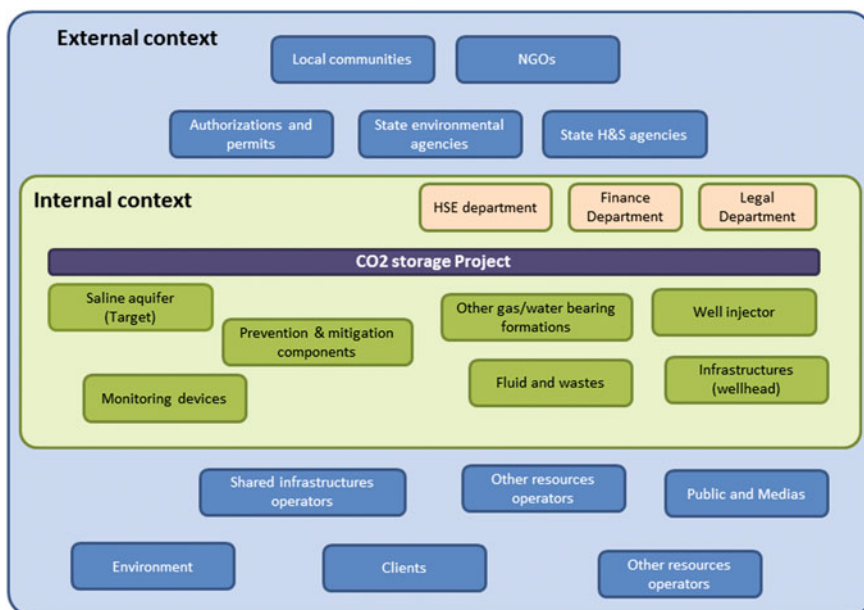 External context
Local communities
NGOs
Authorizations and
permits
State environmental
agencies
State H&S agencies
Internal context
HSE department
Finance
Department
Legal
Department
CO2 storage Project
Saline aquifer
(Target)
Prevention & mitigation
components
Other gas/water bearing
formations
Well injector
Monitoring devices
Fluid and wastes
Infrastructures
(wellhead)
Shared infrastructures
operators
Other resources
operators
Public and Medias
Environment
Clients
Other resources
operators